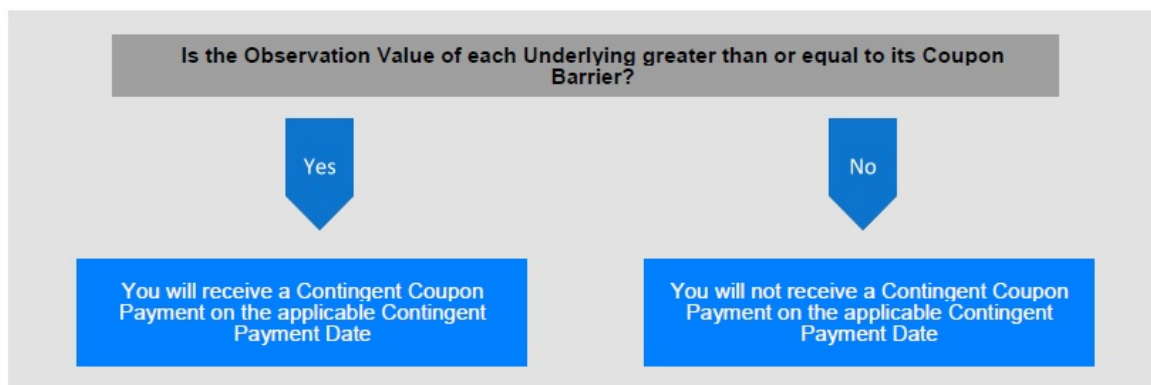 Is the Observation Value of each Underlying greater than or equal to its Coupon
Barrier?
Yes
No
You will receive a Contingent Coupon
Payment on the applicable Contingent
Payment Date
You will not receive a Contingent Coupon
Payment on the applicable Contingent
Payment Date